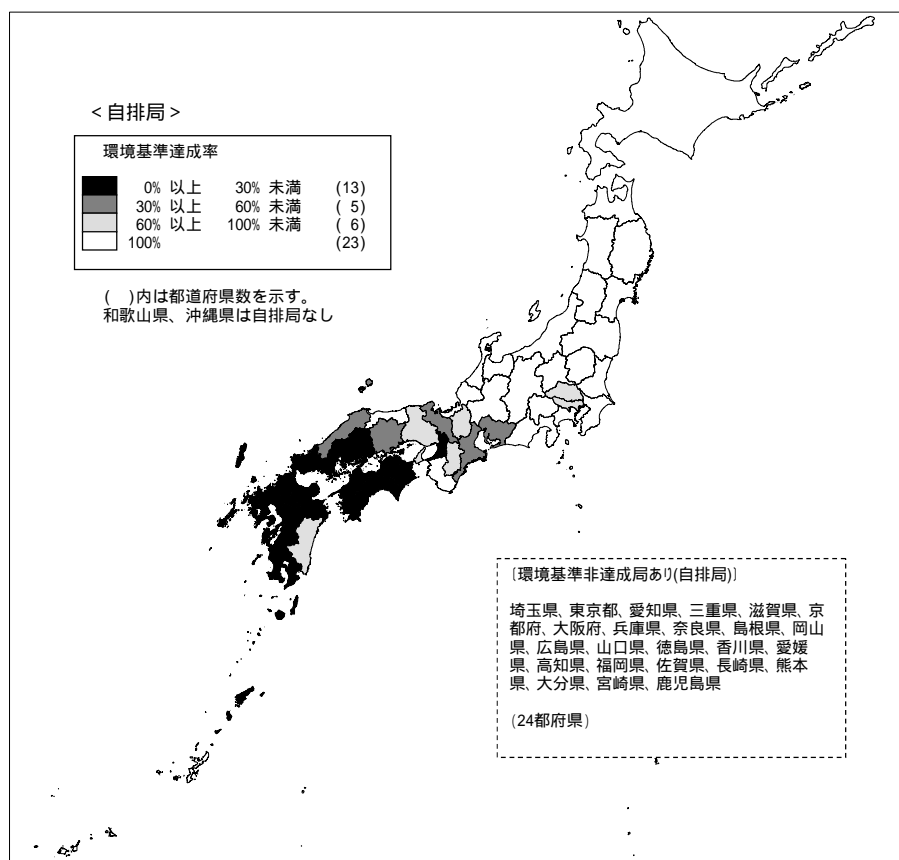 ＜自排局＞
環境基準達成率
0% 以上 30% 未満 (13)
30% 以上 60% 未満 ( 5)
60% 以上 100% 未満 ( 6)
100% (23)
( )内は都道府県数を示す。
和歌山県、沖縄県は自排局なし
〔環境基準非達成局あり(自排局)〕
埼玉県、東京都、愛知県、三重県、滋賀県、京
都府、大阪府、兵庫県、奈良県、島根県、岡山
県、広島県、山口県、徳島県、香川県、愛媛
県、高知県、福岡県、佐賀県、長崎県、熊本
県、大分県、宮崎県、鹿児島県
(24都府県)